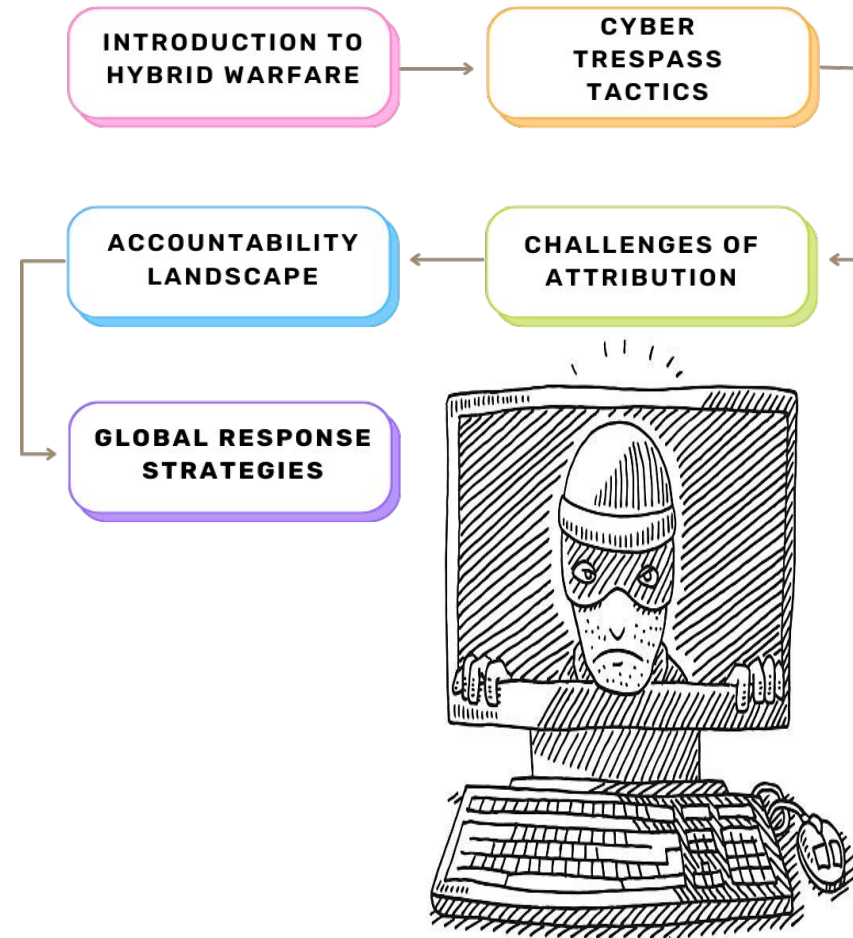 INTRODUCTION TO
HYBRID WARFARE
CYBER
TRESPASS
TACTICS
CHALLENGES OF
ATTRIBUTION
ACCOUNTABILITY
LANDSCAPE
GLOBAL RESPONSE
STRATEGIES